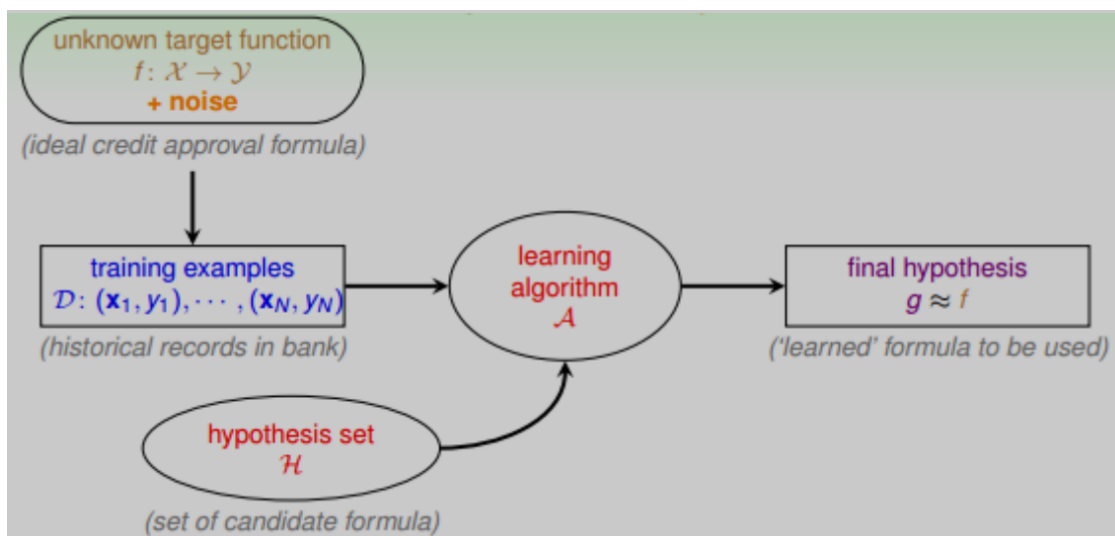 unknown target function
f: 𝒳 → 𝒴
+ noise
(ideal credit approval formula)
training examples
𝒟: (𝐱₁, y₁), ⋯ , (𝐱_N, y_N)
(historical records in bank)
learning
algorithm
𝒜
final hypothesis
g ≈ f
('learned' formula to be used)
hypothesis set
ℋ
(set of candidate formula)